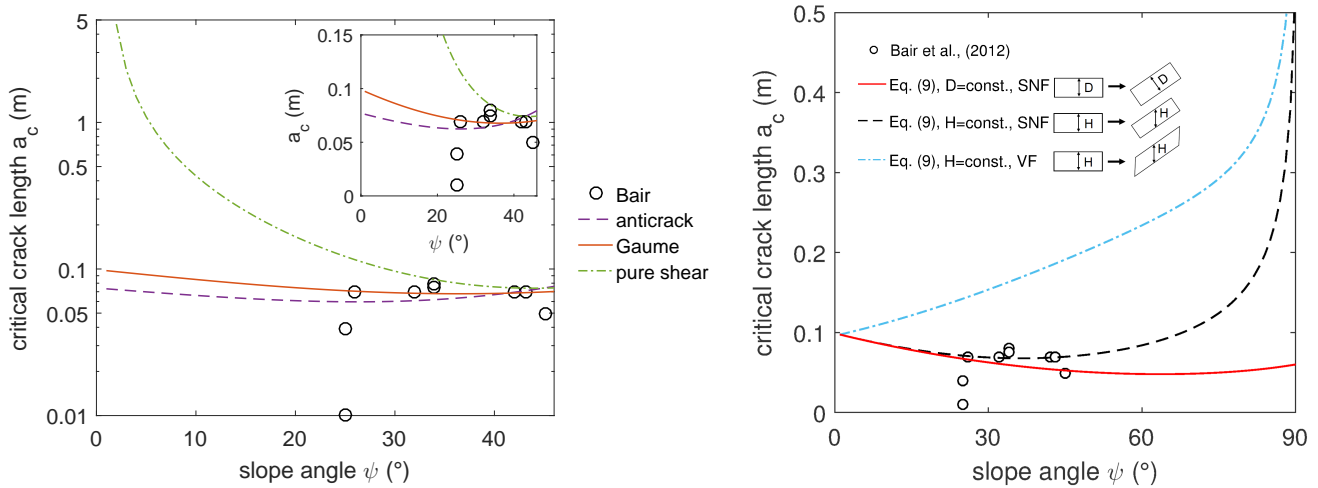 critical crack length a_c (m)
5
1
0.5
0.1
0.05
0.01
0 10 20 30 40
slope angle ψ (°)
a_c (m)
0.15
0.1
0.05
0
0 20 40
ψ (°)
Bair
anticrack
Gaume
pure shear
critical crack length a_c (m)
0.5
0.4
0.3
0.2
0.1
0
0 30 60 90
slope angle ψ (°)
Bair et al., (2012)
Eq. (9), D=const., SNF D D
Eq. (9), H=const., SNF H H
Eq. (9), H=const., VF H H